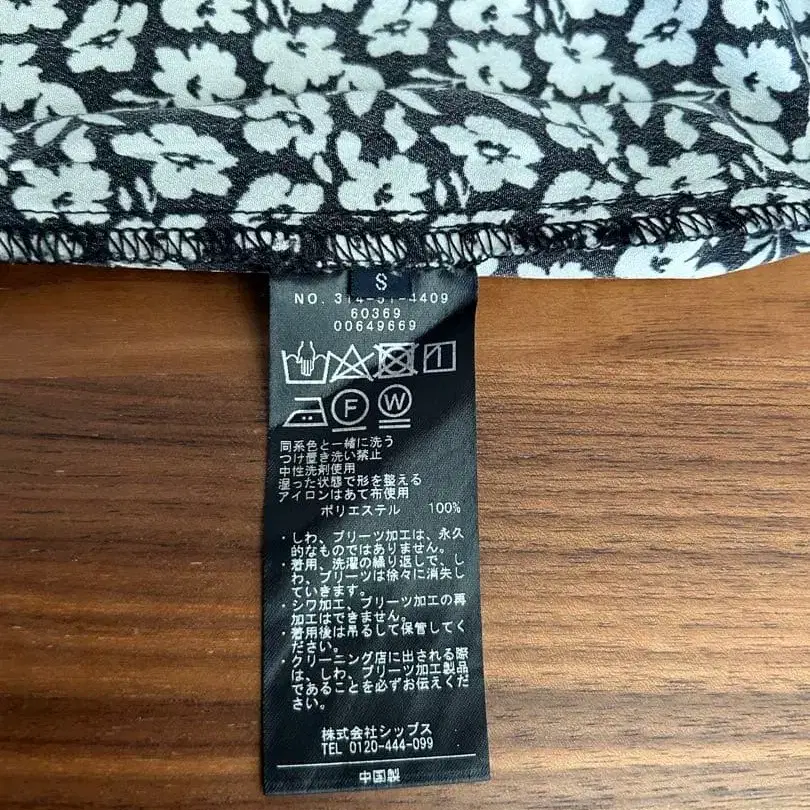 S
NO. 314-51-4409
60369
00649669
F W
同系色と一緒に洗う
つけ置き洗い禁止
中性洗剤使用
湿った状態で形を整える
アイロンはあて布使用
ポリエステル 100%
・しわ、プリーツ加工は、永久
的なものではありません。
・着用、洗濯の繰り返しで、し
わ、プリーツは徐々に消失し
ていきます。
・シワ加工、プリーツ加工の再
加工はできません。
・着用後は吊るして保管してく
ださい。
・クリーニング店に出される際
は、しわ、プリーツ加工製品
であることを必ずお伝えくだ
さい。
株式会社シップス
TEL 0120-444-099
中国製